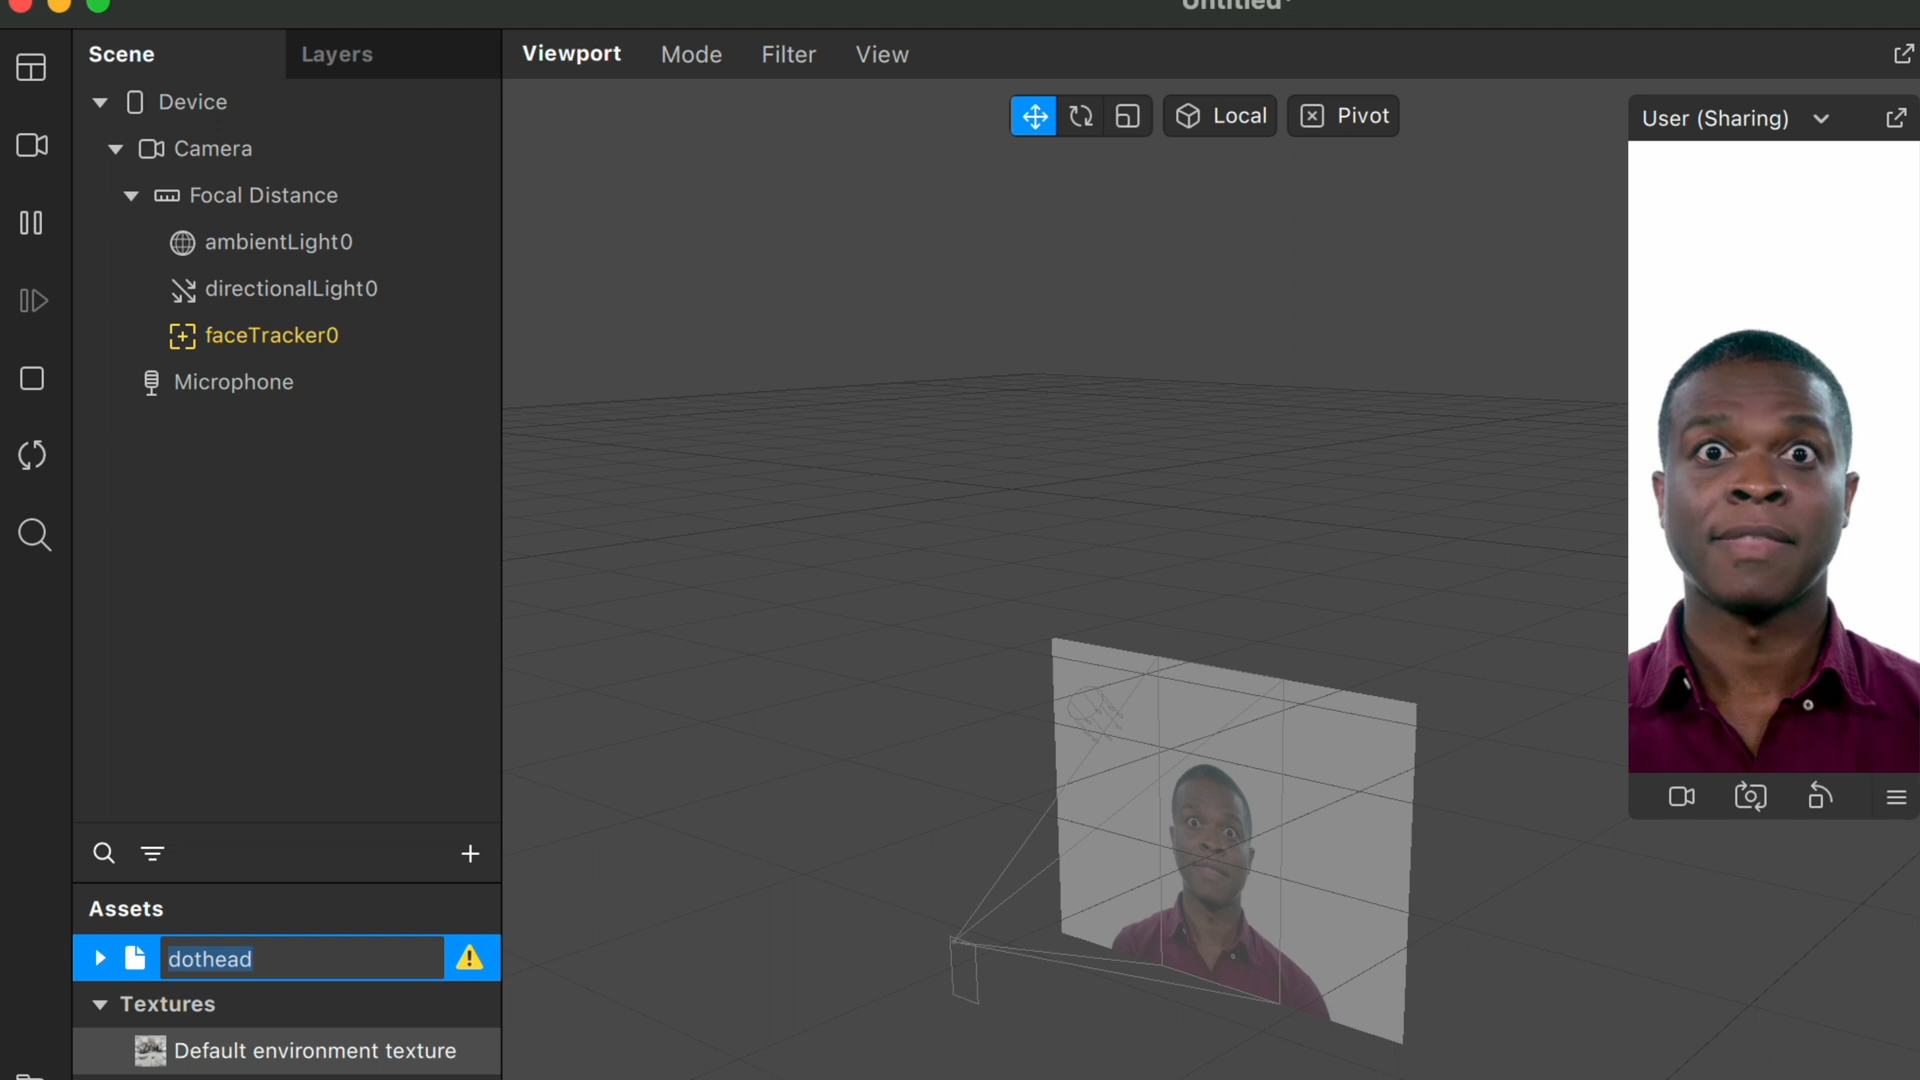 Untitled*
Scene
Layers
Viewport
Mode
Filter
View
Device
Camera
Focal Distance
ambientLight0
directionalLight0
faceTracker0
Microphone
Local
Pivot
User (Sharing)
Assets
dothead
Textures
Default environment texture